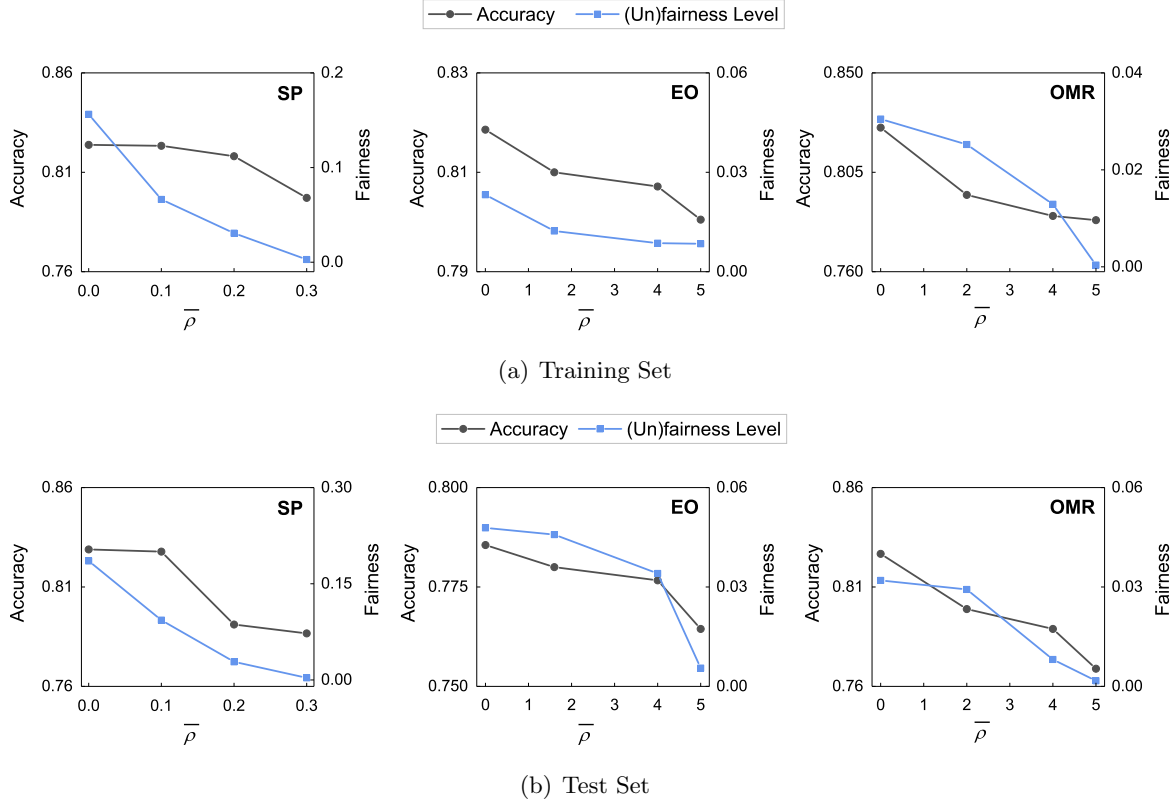 Accuracy (Un)fairness Level
0.86 0.2 0.83 0.06 0.850 0.04
SP EO OMR
Accuracy 0.81 0.1 Fairness Accuracy 0.81 0.03 Fairness Accuracy 0.805 0.02 Fairness
0.76 0.0 0.79 0.00 0.760 0.00
0.0 0.1 0.2 0.3 0 1 2 3 4 5 0 1 2 3 4 5
ρ̅ ρ̅ ρ̅
(a) Training Set
Accuracy (Un)fairness Level
0.86 0.30 0.800 0.06 0.86 0.06
SP EO OMR
Accuracy 0.81 0.15 Fairness Accuracy 0.775 0.03 Fairness Accuracy 0.81 0.03 Fairness
0.76 0.00 0.750 0.00 0.76 0.00
0.0 0.1 0.2 0.3 0 1 2 3 4 5 0 1 2 3 4 5
ρ̅ ρ̅ ρ̅
(b) Test Set